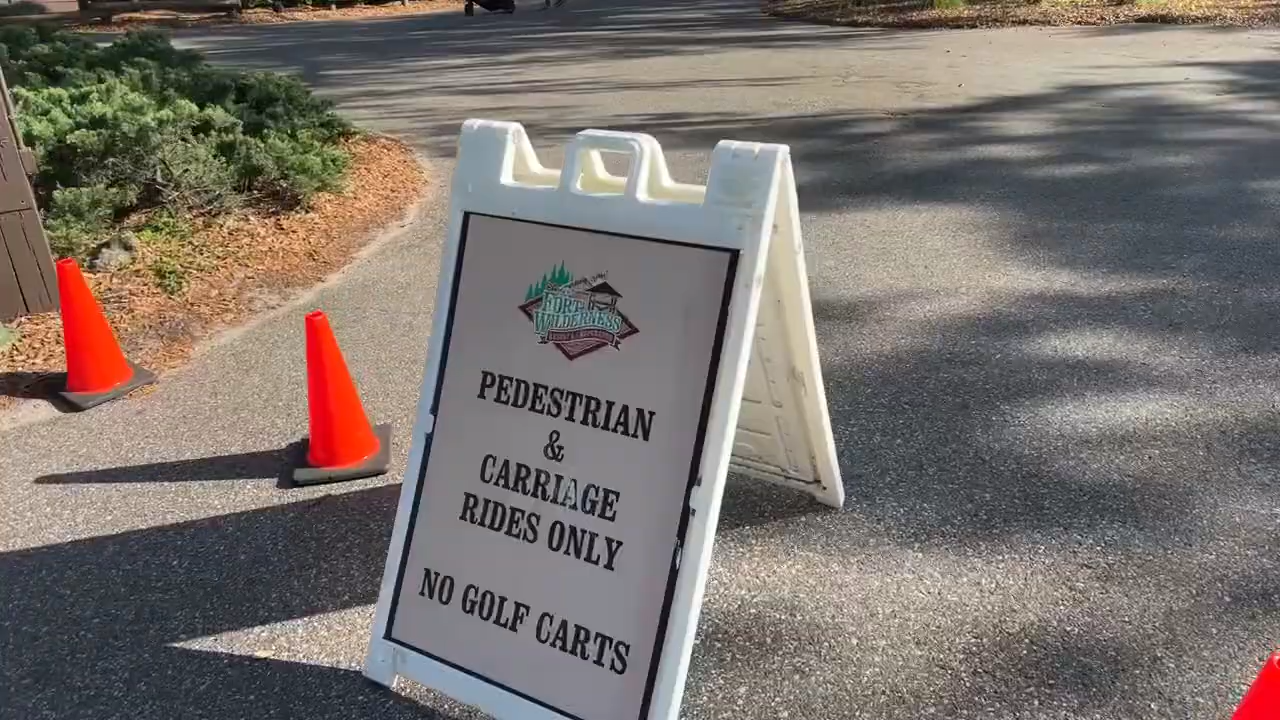 FORT
WILDERNESS
PEDESTRIAN
&
CARRIAGE
RIDES ONLY
NO GOLF CARTS